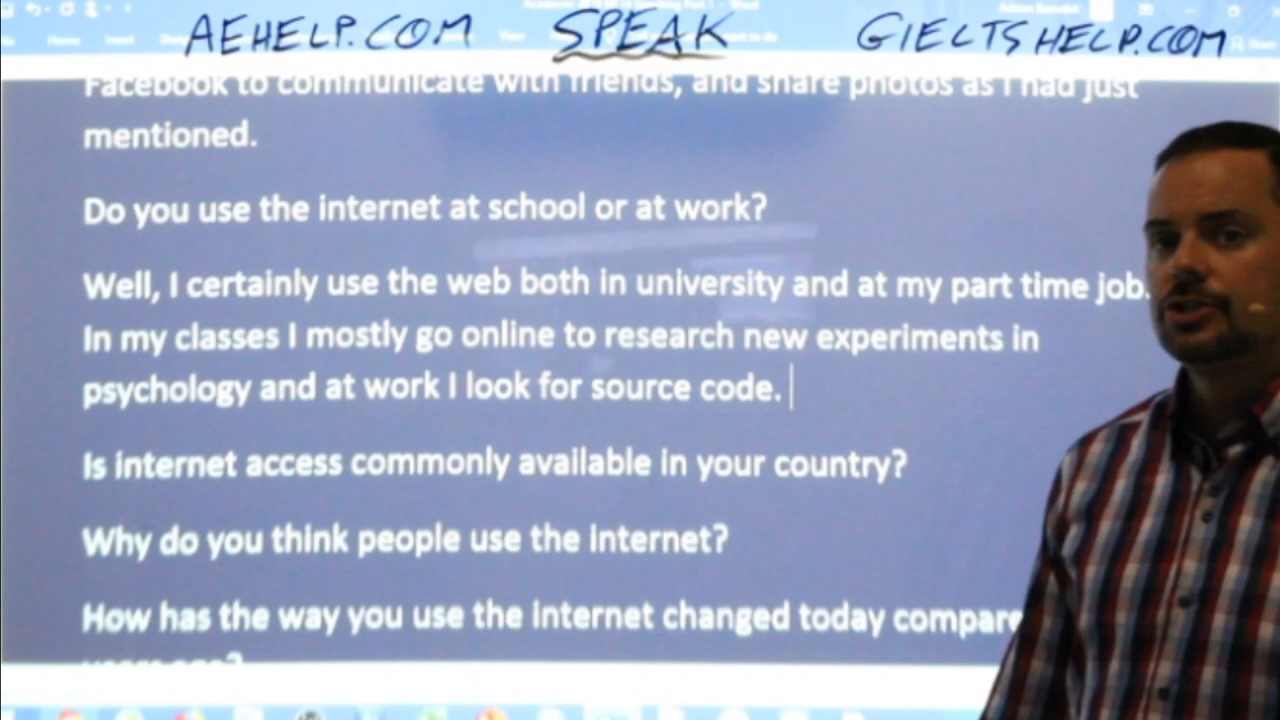 AEHELP.COM SPEAK GIELTSHELP.COM
Facebook to communicate with friends, and share photos as I had just
mentioned.
Do you use the internet at school or at work?
Well, I certainly use the web both in university and at my part time job.
In my classes I mostly go online to research new experiments in
psychology and at work I look for source code.
Is internet access commonly available in your country?
Why do you think people use the internet?
How has the way you use the internet changed today compare